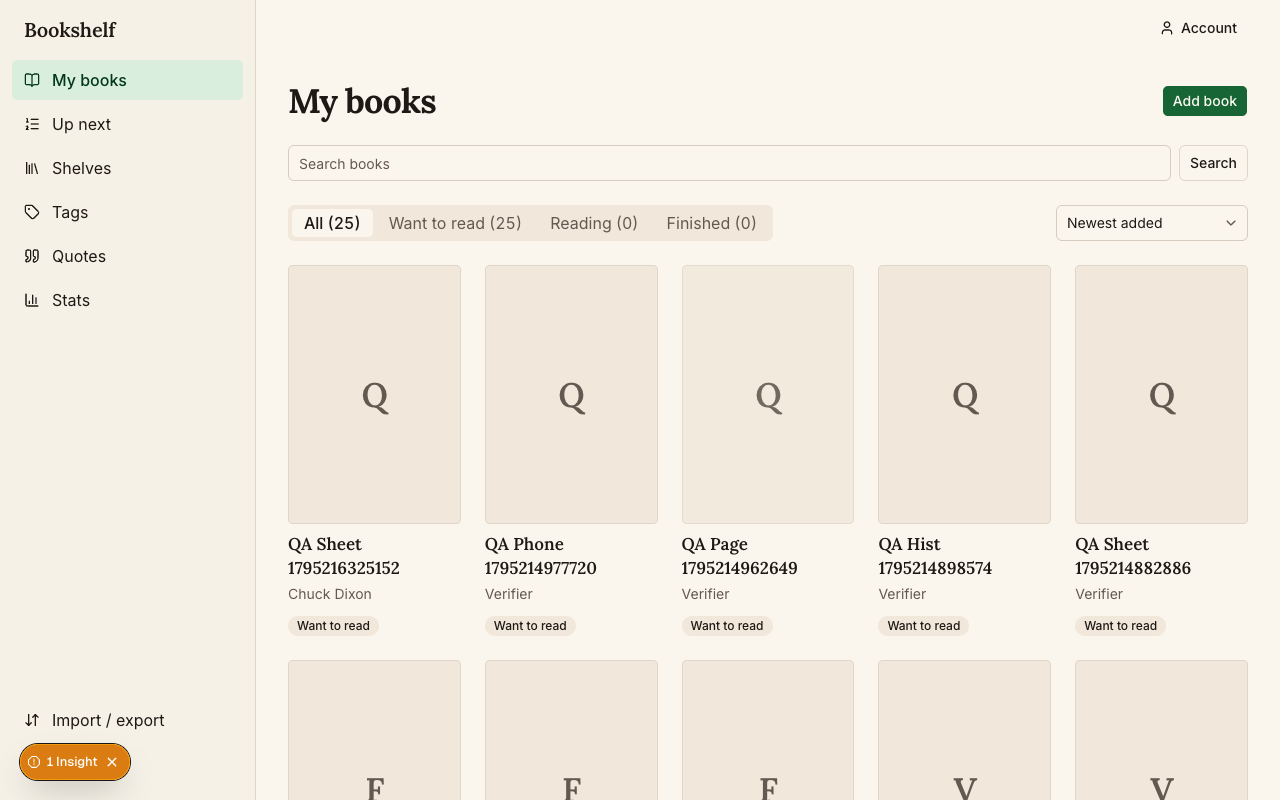 Bookshelf
Account
My books
Up next
Shelves
Tags
Quotes
Stats
Import / export
1 Insight
My books
Add book
Search books
Search
All (25)
Want to read (25)
Reading (0)
Finished (0)
Newest added
Q
Q
Q
Q
Q
QA Sheet
1795216325152
Chuck Dixon
Want to read
QA Phone
1795214977720
Verifier
Want to read
QA Page
1795214962649
Verifier
Want to read
QA Hist
1795214898574
Verifier
Want to read
QA Sheet
1795214882886
Verifier
Want to read
V
V